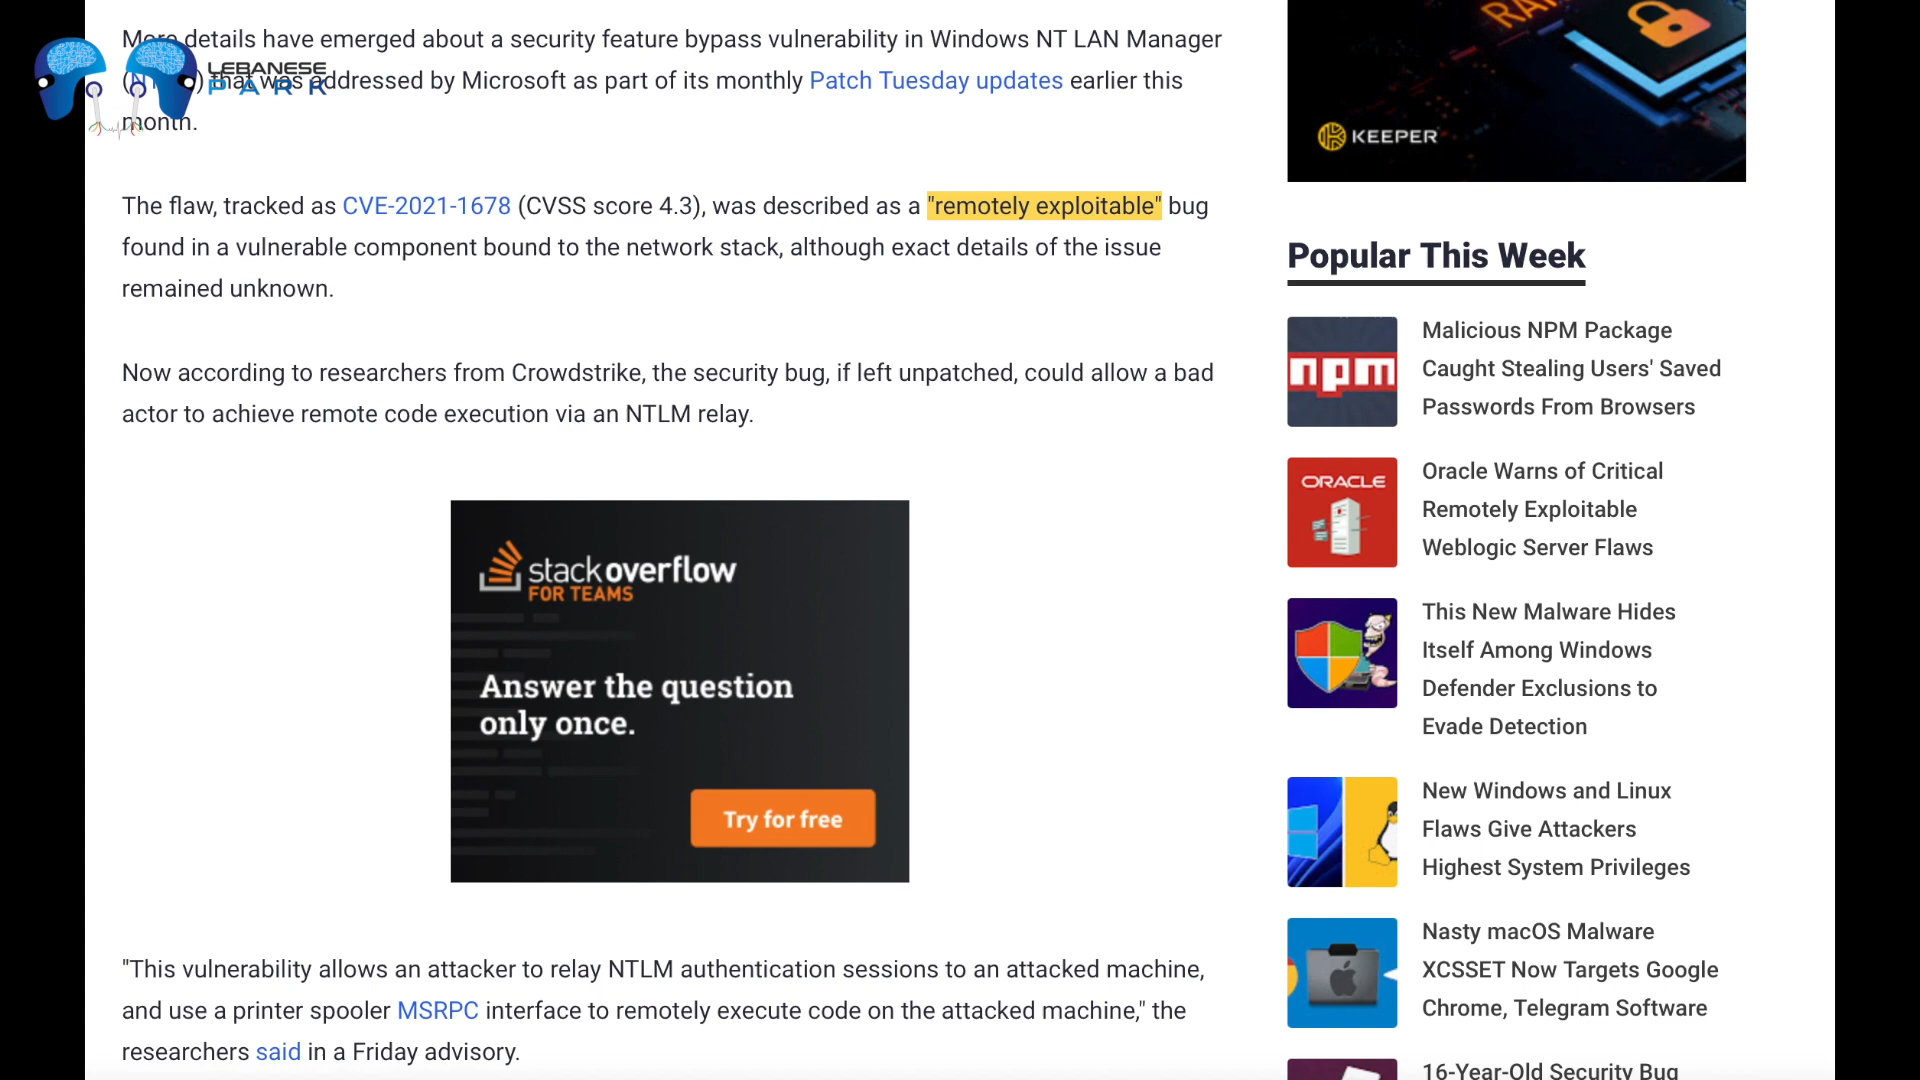 More details have emerged about a security feature bypass vulnerability in Windows NT LAN Manager
that was addressed by Microsoft as part of its monthly Patch Tuesday updates earlier this
month.
LEBANESE
PARK
The flaw, tracked as CVE-2021-1678 (CVSS score 4.3), was described as a "remotely exploitable" bug
found in a vulnerable component bound to the network stack, although exact details of the issue
remained unknown.
Now according to researchers from Crowdstrike, the security bug, if left unpatched, could allow a bad
actor to achieve remote code execution via an NTLM relay.
stackoverflow
FOR TEAMS
Answer the question
only once.
Try for free
"This vulnerability allows an attacker to relay NTLM authentication sessions to an attacked machine,
and use a printer spooler MSRPC interface to remotely execute code on the attacked machine," the
researchers said in a Friday advisory.
KEEPER
Popular This Week
npm
Malicious NPM Package
Caught Stealing Users' Saved
Passwords From Browsers
ORACLE
Oracle Warns of Critical
Remotely Exploitable
Weblogic Server Flaws
This New Malware Hides
Itself Among Windows
Defender Exclusions to
Evade Detection
New Windows and Linux
Flaws Give Attackers
Highest System Privileges
Nasty macOS Malware
XCSSET Now Targets Google
Chrome, Telegram Software
16-Year-Old Security Bug